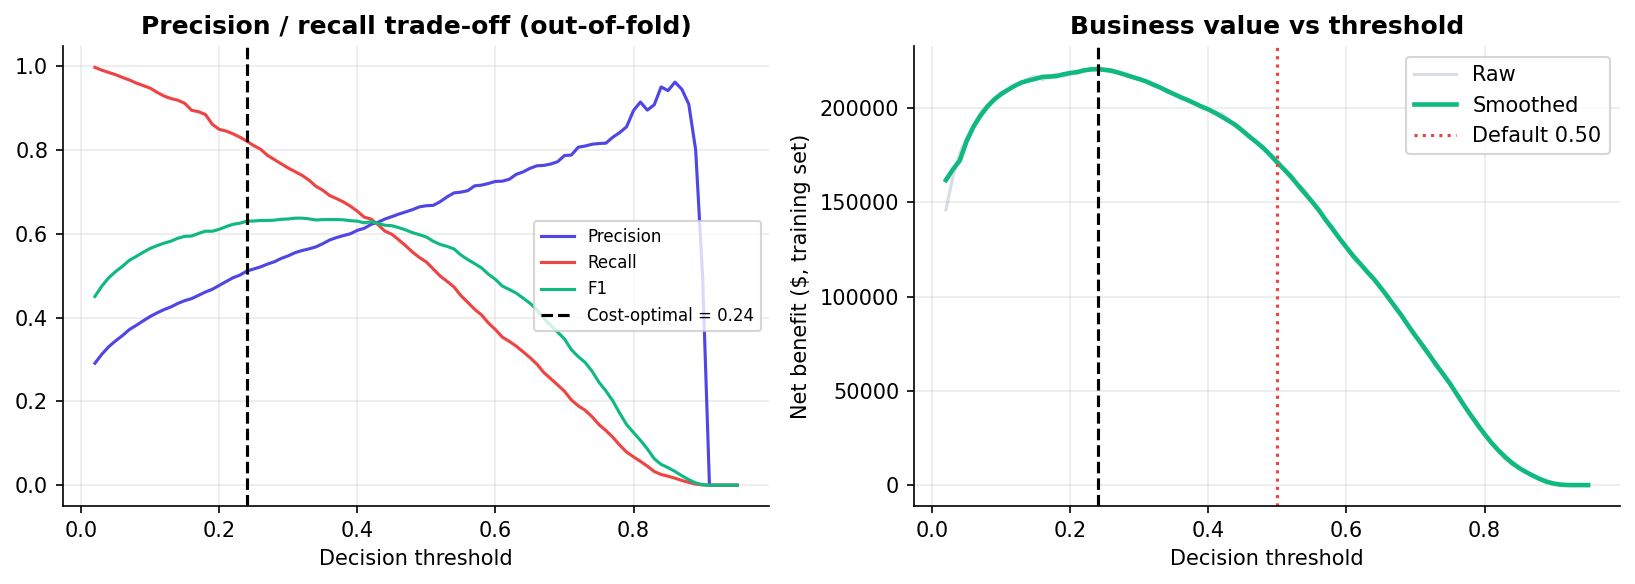 Precision / recall trade-off (out-of-fold)
1.0
0.8
0.6
0.4
0.2
0.0
Precision
Recall
F1
Cost-optimal = 0.24
0.0 0.2 0.4 0.6 0.8
Decision threshold
Business value vs threshold
Net benefit ($, training set)
200000
150000
100000
50000
0
Raw
Smoothed
Default 0.50
0.0 0.2 0.4 0.6 0.8
Decision threshold